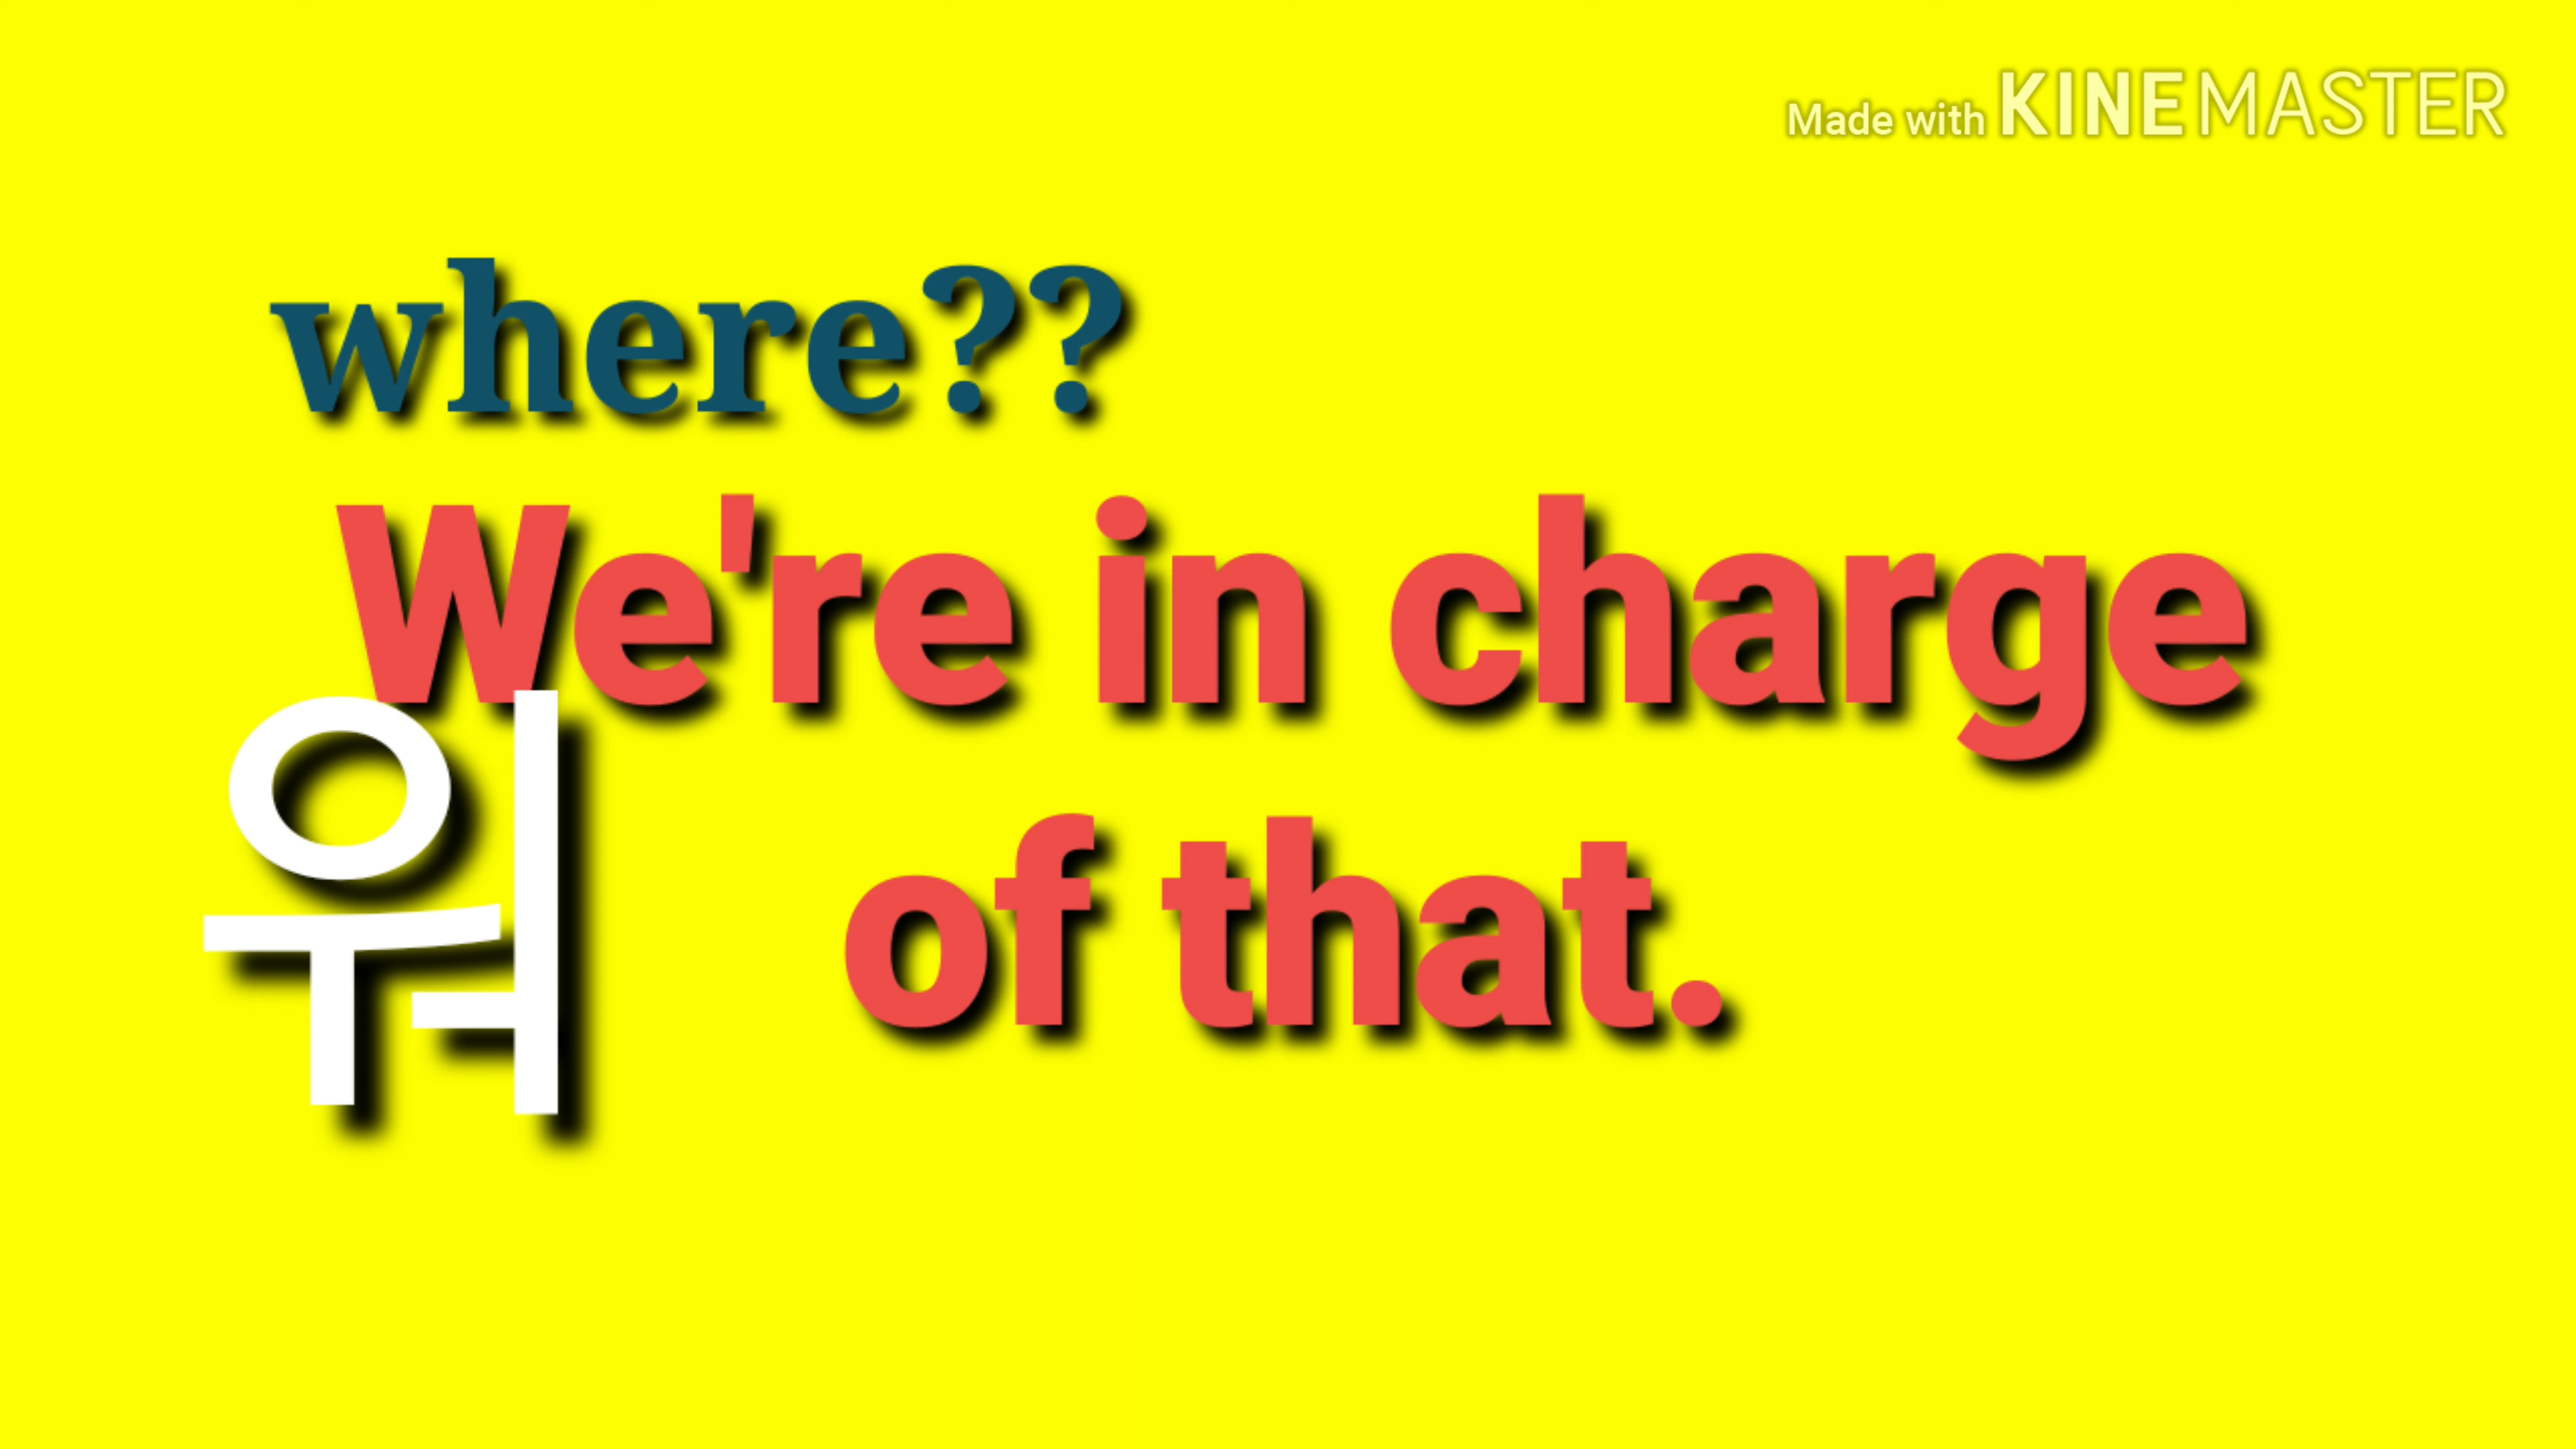 Made with KINEMASTER
where??
We're in charge
of that.
워